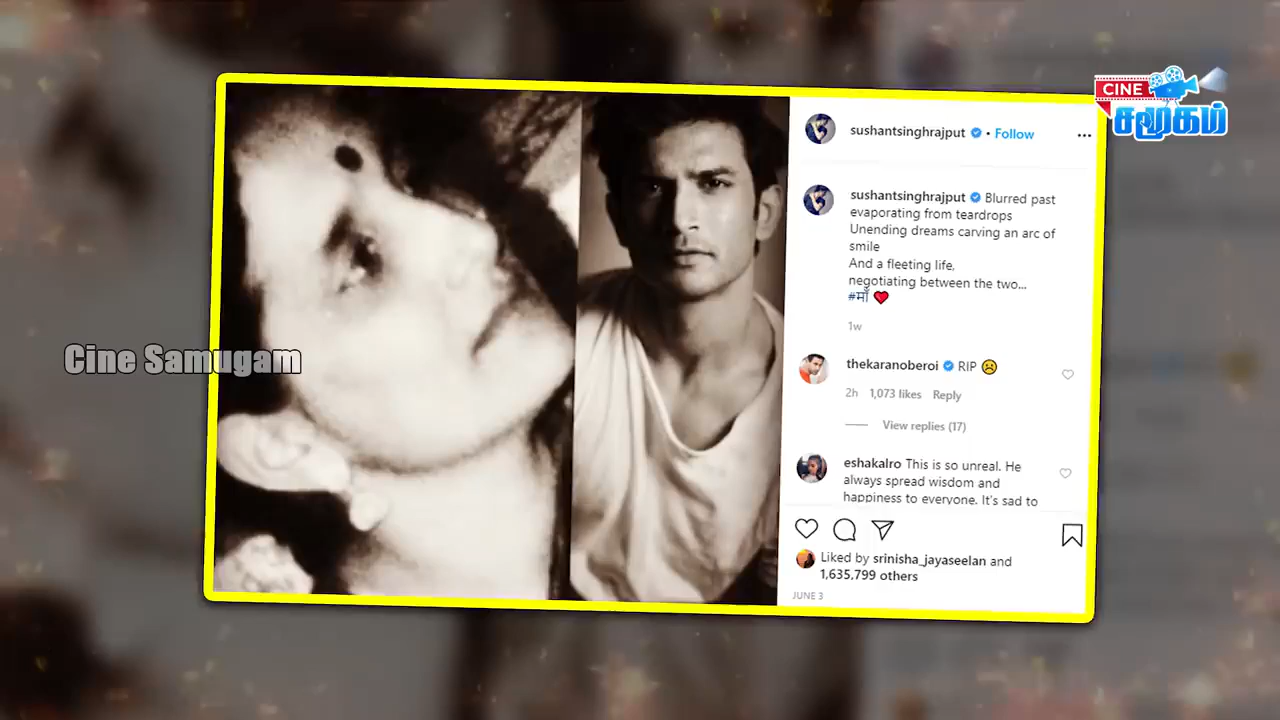 CINE
சமூகம்
sushantsinghrajput • Follow
sushantsinghrajput Blurred past
evaporating from teardrops
Unending dreams carving an arc of
smile
And a fleeting life,
negotiating between the two...
#माँ ❤️
1w
Cine Samugam
thekaranoberoi RIP ☹️
2h 1,073 likes Reply
View replies (17)
eshakalro This is so unreal. He
always spread wisdom and
happiness to everyone. It's sad to
Liked by srinisha_jayaseelan and
1,635,799 others
JUNE 3